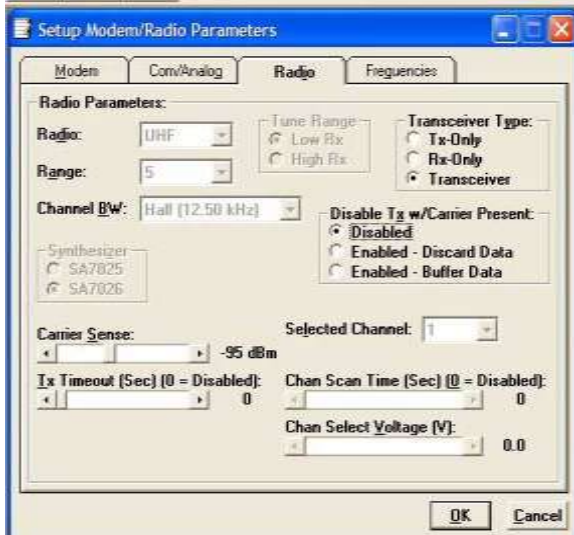 Setup Modem/Radio Parameters
Modem Com/Analog Radio Frequencies
Radio Parameters:
Radio: UHF
Range: 5
Channel BW: Half (12.50 kHz)
Tune Range
Low Rx
High Rx
Transceiver Type:
Tx-Only
Rx-Only
Transceiver
Synthesizer
SA7025
SA7026
Disable Tx w/Carrier Present:
Disabled
Enabled - Discard Data
Enabled - Buffer Data
Carrier Sense:
-95 dBm
Selected Channel: 1
Tx Timeout (Sec) (0 = Disabled):
0
Chan Scan Time (Sec) (0 = Disabled):
0
Chan Select Voltage (V):
0.0
OK Cancel